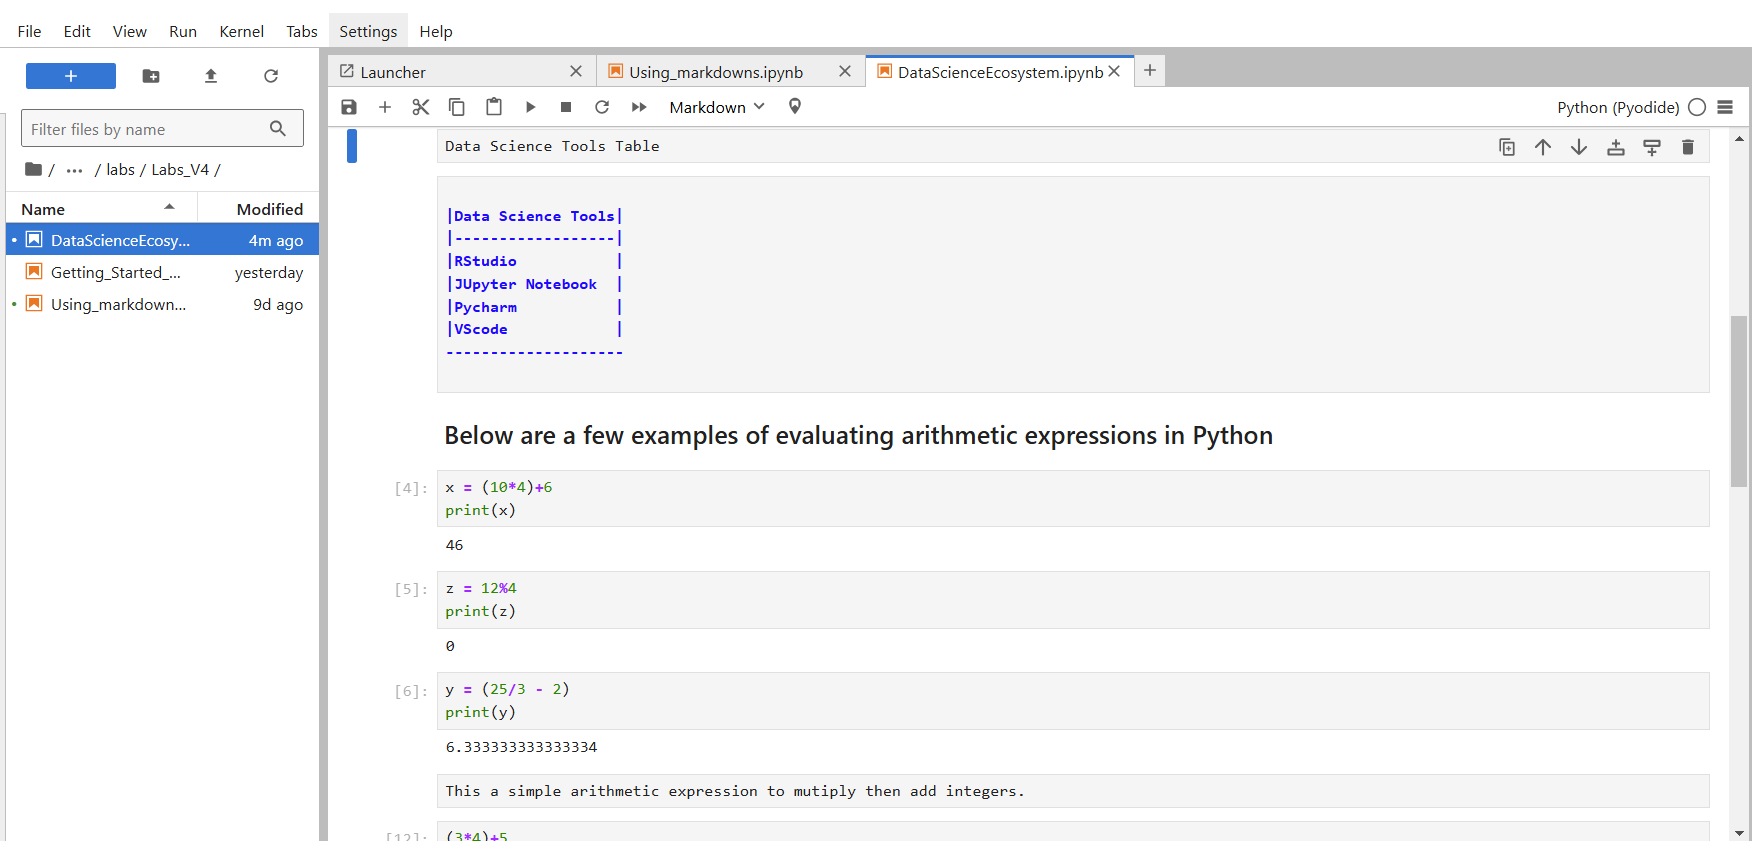 File Edit View Run Kernel Tabs Settings Help
Launcher
Using_markdowns.ipynb
DataScienceEcosystem.ipynb
Markdown
Python (Pyodide)
Filter files by name
/ ... / labs / Labs_V4 /
Name Modified
DataScienceEcosy... 4m ago
Getting_Started_... yesterday
Using_markdown... 9d ago
Data Science Tools Table
|Data Science Tools|
|------------------|
|RStudio           |
|JUpyter Notebook  |
|Pycharm           |
|VScode            |
--------------------
Below are a few examples of evaluating arithmetic expressions in Python
[4]: x = (10*4)+6
print(x)
46
[5]: z = 12%4
print(z)
0
[6]: y = (25/3 - 2)
print(y)
6.333333333333334
This a simple arithmetic expression to mutiply then add integers.
[12]: (3*4)+5